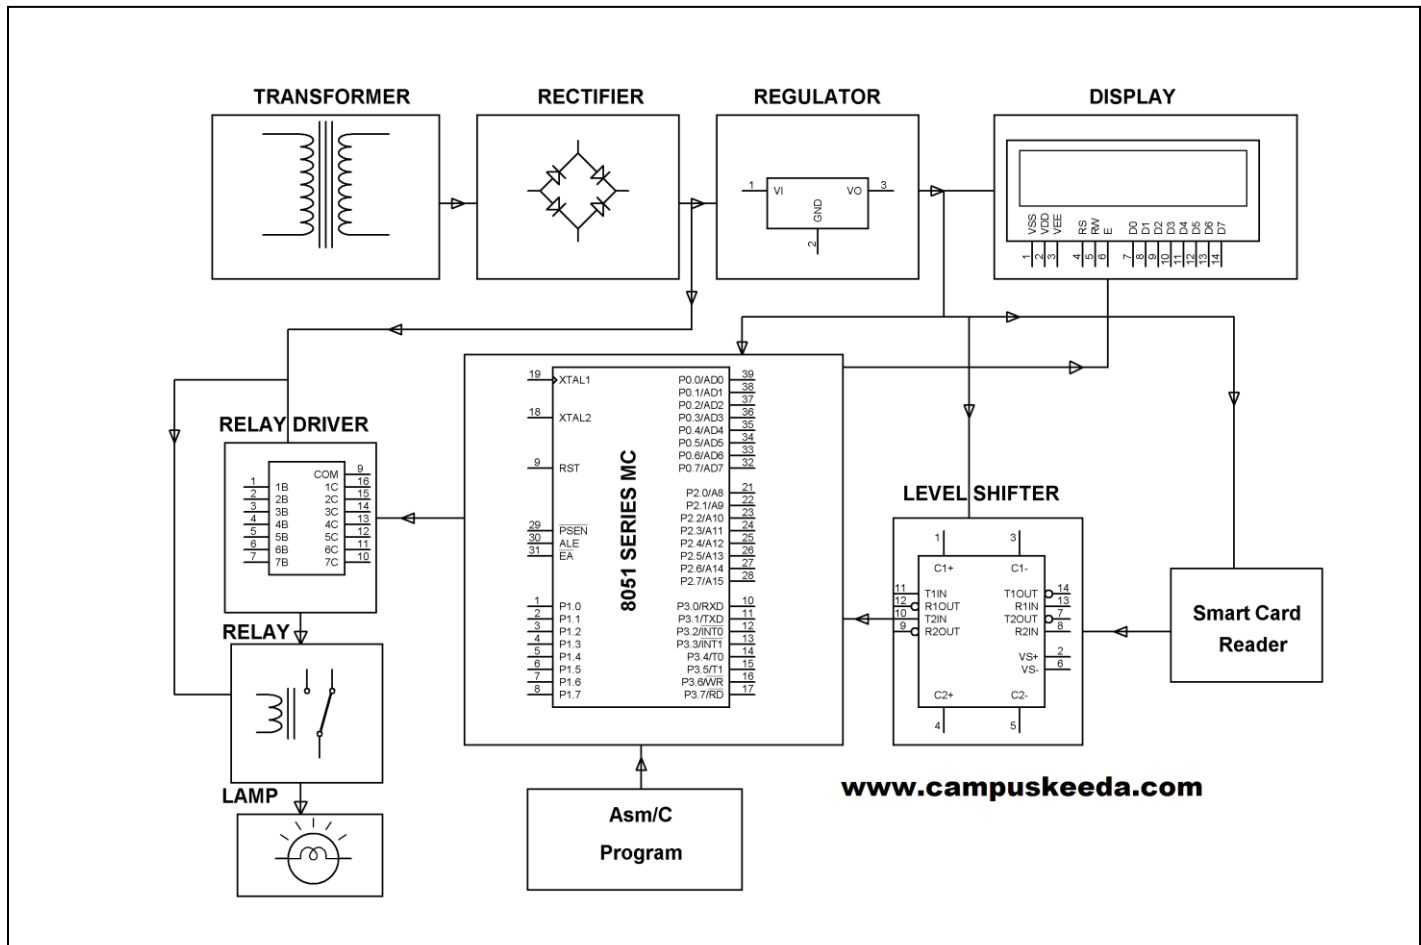 TRANSFORMER
RECTIFIER
REGULATOR
DISPLAY
1 VI VO 3
GND
2
VSS VDD VEE RS RW E D0 D1 D2 D3 D4 D5 D6 D7
1 2 3 4 5 6 7 8 9 10 11 12 13 14
RELAY DRIVER
COM 9
1 1B 1C 16
2 2B 2C 15
3 3B 3C 14
4 4B 4C 13
5 5B 5C 12
6 6B 6C 11
7 7B 7C 10
RELAY
LAMP
8051 SERIES MC
19 XTAL1
18 XTAL2
9 RST
29 PSEN
30 ALE
31 EA
1 P1.0
2 P1.1
3 P1.2
4 P1.3
5 P1.4
6 P1.5
7 P1.6
8 P1.7
P0.0/AD0 39
P0.1/AD1 38
P0.2/AD2 37
P0.3/AD3 36
P0.4/AD4 35
P0.5/AD5 34
P0.6/AD6 33
P0.7/AD7 32
P2.0/A8 21
P2.1/A9 22
P2.2/A10 23
P2.3/A11 24
P2.4/A12 25
P2.5/A13 26
P2.6/A14 27
P2.7/A15 28
P3.0/RXD 10
P3.1/TXD 11
P3.2/INT0 12
P3.3/INT1 13
P3.4/T0 14
P3.5/T1 15
P3.6/WR 16
P3.7/RD 17
Asm/C
Program
LEVEL SHIFTER
1 3
C1+ C1-
11 T1IN T1OUT 14
12 R1OUT R1IN 13
10 T2IN T2OUT 7
9 R2OUT R2IN 8
VS+ 2
VS- 6
C2+ C2-
4 5
Smart Card
Reader
www.campuskeeda.com